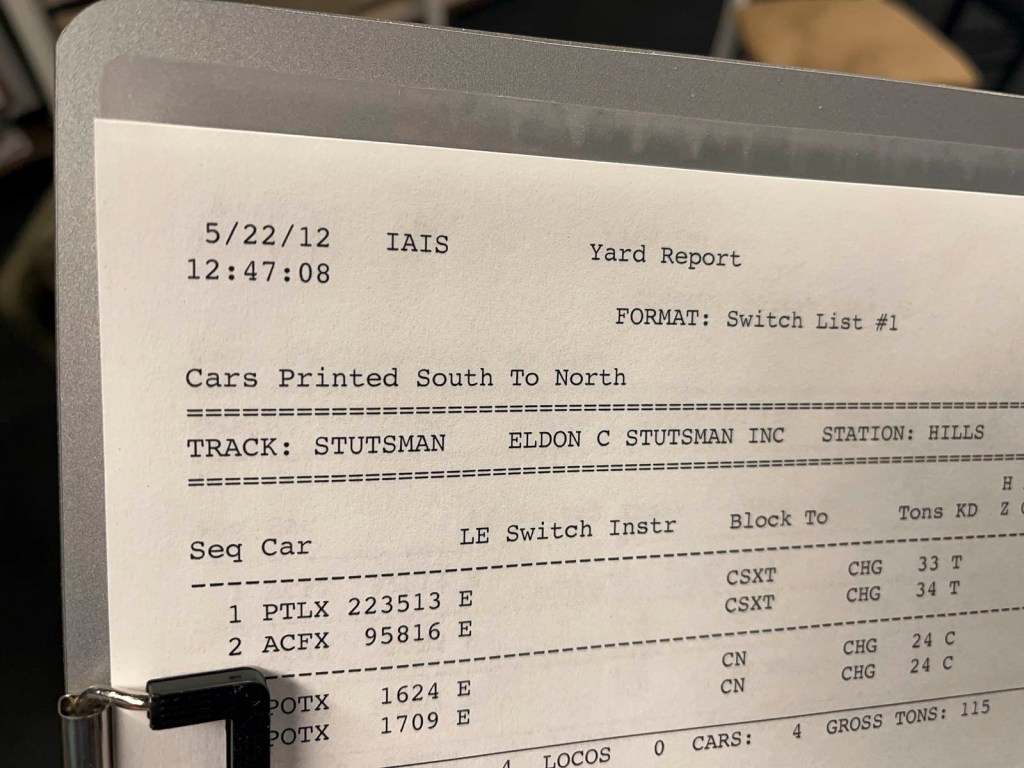 5/22/12 IAIS Yard Report
12:47:08
FORMAT: Switch List #1
Cars Printed South To North
==================================================
TRACK: STUTSMAN ELDON C STUTSMAN INC STATION: HILLS
==================================================
H
Seq Car LE Switch Instr Block To Tons KD Z
--------------------------------------------------
1 PTLX 223513 E CSXT CHG 33 T
2 ACFX 95816 E CSXT CHG 34 T
--------------------------------------------------
POTX 1624 E CN CHG 24 C
POTX 1709 E CN CHG 24 C
4 LOCOS 0 CARS: 4 GROSS TONS: 115